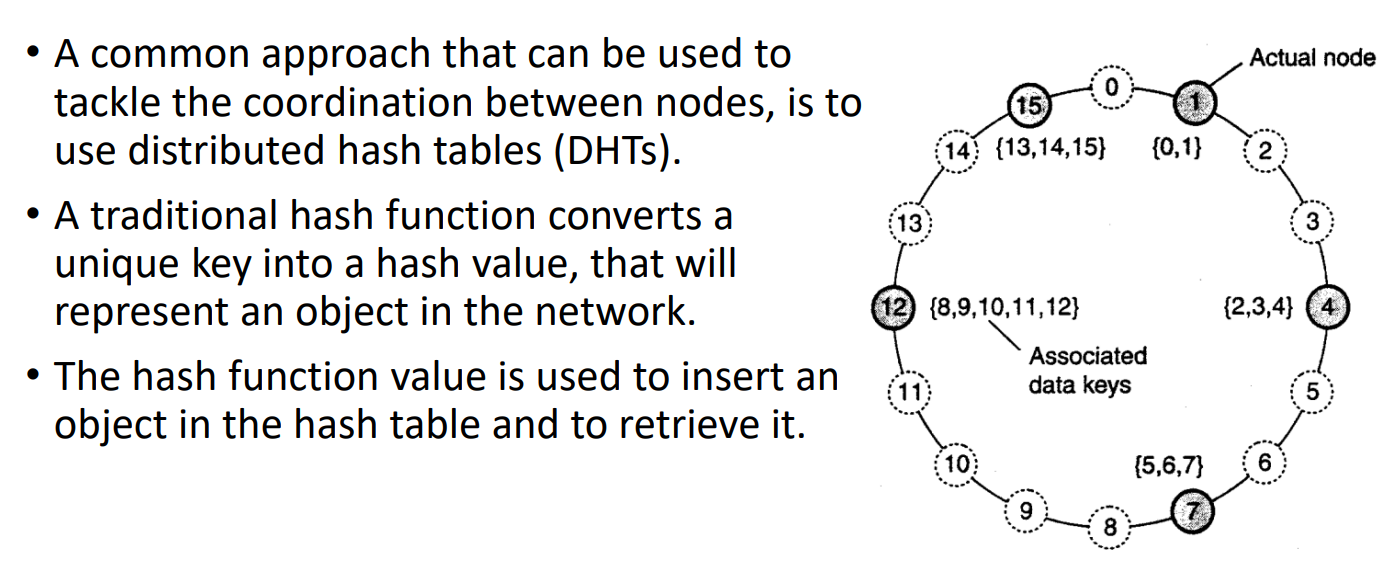 • A common approach that can be used to
tackle the coordination between nodes, is to
use distributed hash tables (DHTs).
• A traditional hash function converts a
unique key into a hash value, that will
represent an object in the network.
• The hash function value is used to insert an
object in the hash table and to retrieve it.
Actual node
0
1
15
{13,14,15}
{0,1}
14
2
13
3
12
{8,9,10,11,12}
{2,3,4}
4
Associated
data keys
11
5
10
{5,6,7}
6
9
8
7